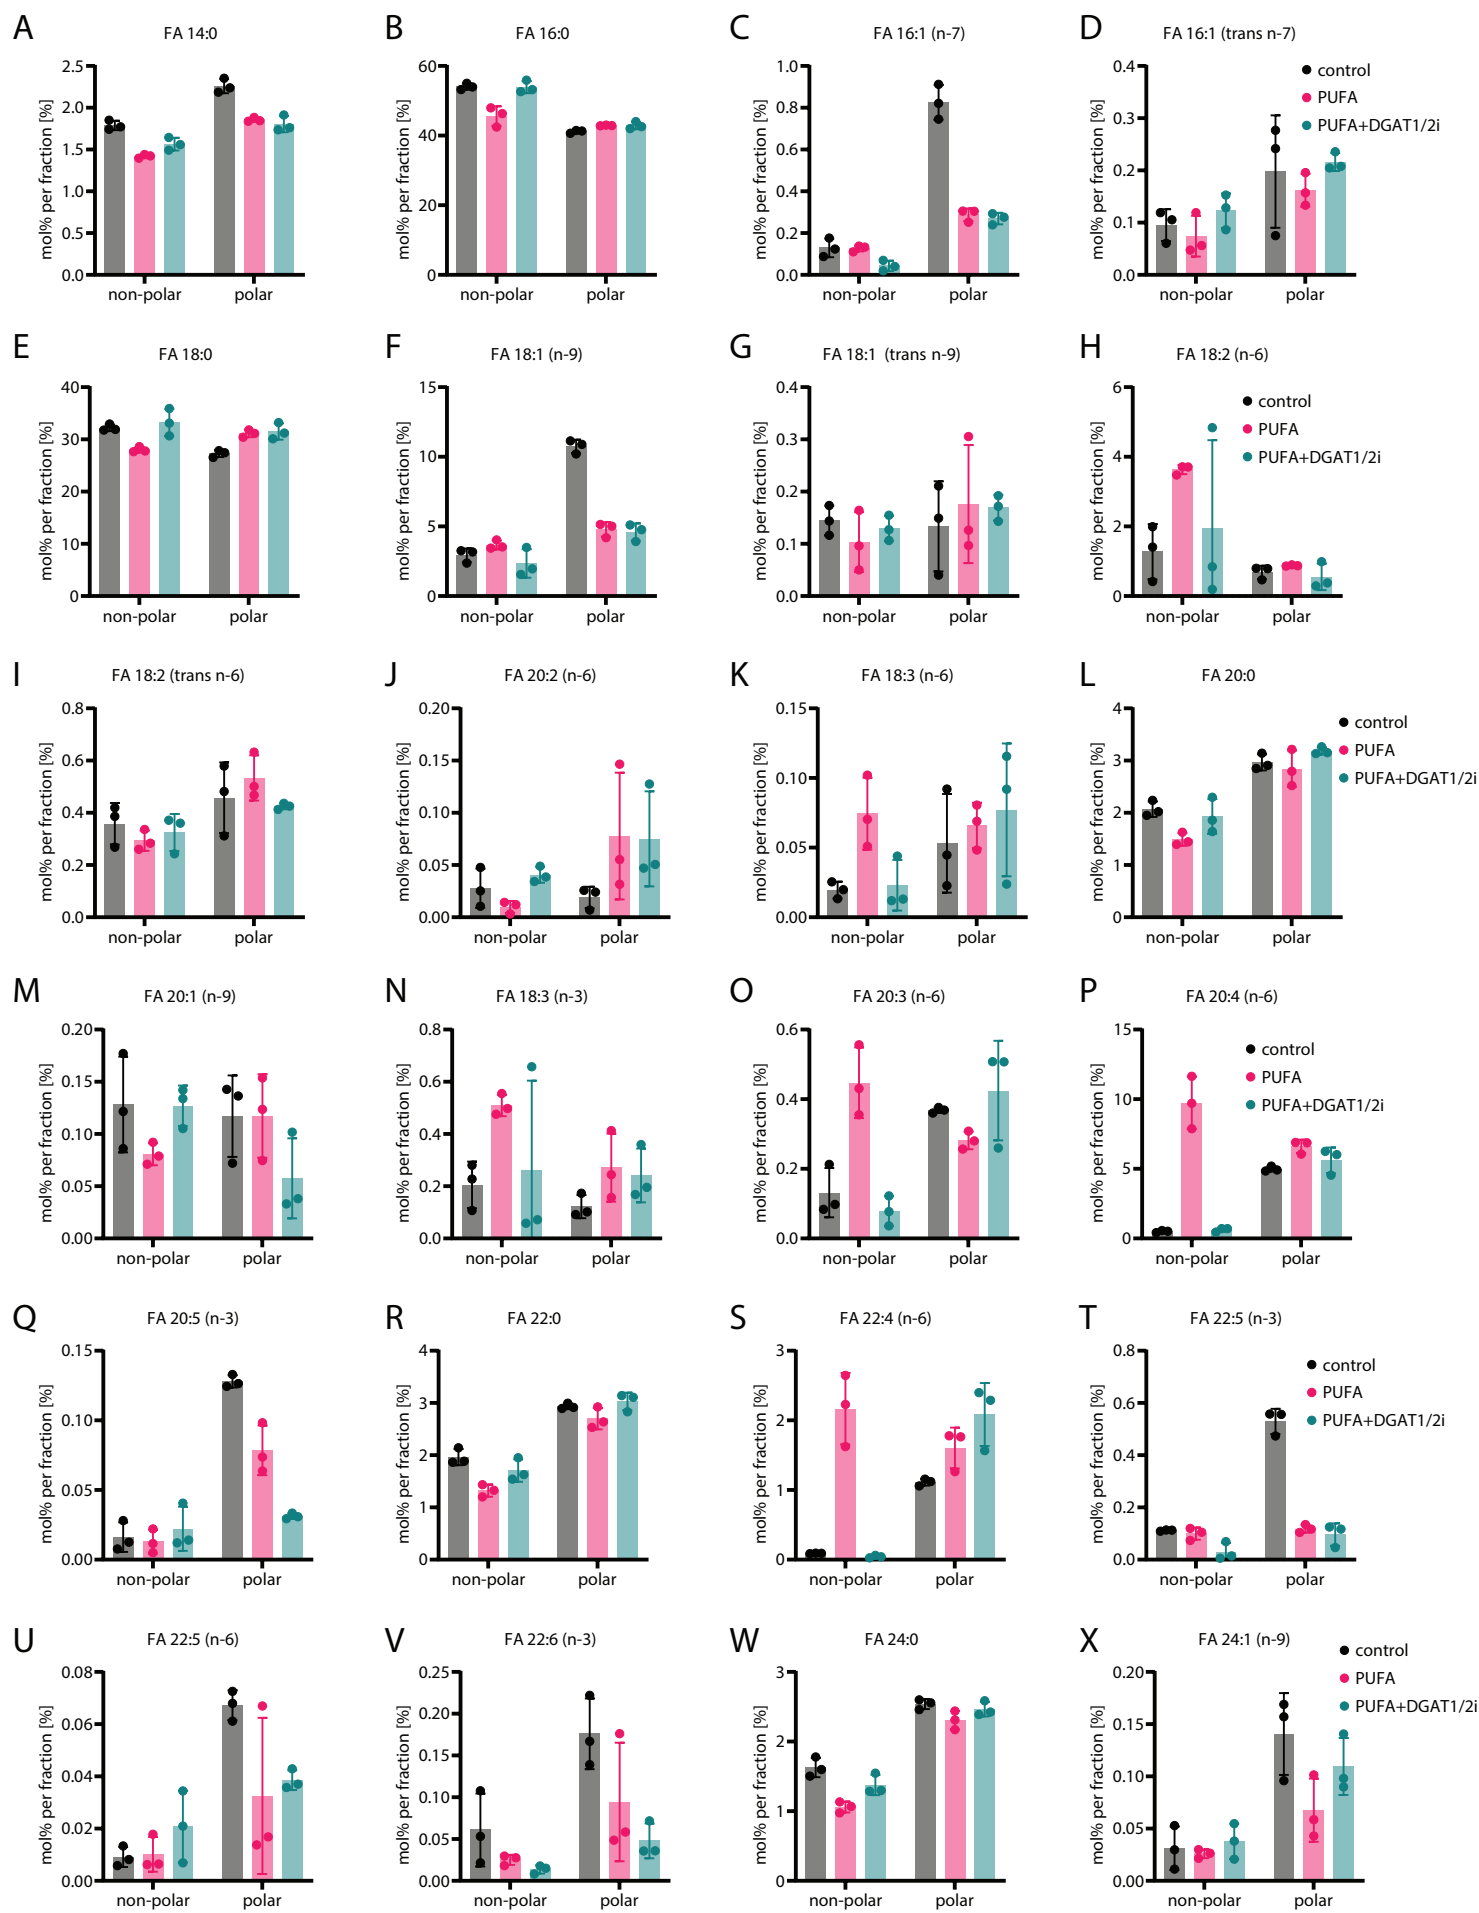 A
FA 14:0
mol% per fraction [%]
2.5
2.0
1.5
1.0
0.5
0.0
non-polar
polar
B
FA 16:0
mol% per fraction [%]
60
40
20
0
non-polar
polar
C
FA 16:1 (n-7)
mol% per fraction [%]
1.0
0.8
0.6
0.4
0.2
0.0
non-polar
polar
D
FA 16:1 (trans n-7)
mol% per fraction [%]
0.4
0.3
0.2
0.1
0.0
non-polar
polar
control
PUFA
PUFA+DGAT1/2i
E
FA 18:0
mol% per fraction [%]
40
30
20
10
0
non-polar
polar
F
FA 18:1 (n-9)
mol% per fraction [%]
15
10
5
0
non-polar
polar
G
FA 18:1 (trans n-9)
mol% per fraction [%]
0.4
0.3
0.2
0.1
0.0
non-polar
polar
H
FA 18:2 (n-6)
mol% per fraction [%]
6
4
2
0
non-polar
polar
control
PUFA
PUFA+DGAT1/2i
I
FA 18:2 (trans n-6)
mol% per fraction [%]
0.8
0.6
0.4
0.2
0.0
non-polar
polar
J
FA 20:2 (n-6)
mol% per fraction [%]
0.20
0.15
0.10
0.05
0.00
non-polar
polar
K
FA 18:3 (n-6)
mol% per fraction [%]
0.15
0.10
0.05
0.00
non-polar
polar
L
FA 20:0
mol% per fraction [%]
4
3
2
1
0
non-polar
polar
control
PUFA
PUFA+DGAT1/2i
M
FA 20:1 (n-9)
mol% per fraction [%]
0.20
0.15
0.10
0.05
0.00
non-polar
polar
N
FA 18:3 (n-3)
mol% per fraction [%]
0.8
0.6
0.4
0.2
0.0
non-polar
polar
O
FA 20:3 (n-6)
mol% per fraction [%]
0.6
0.4
0.2
0.0
non-polar
polar
P
FA 20:4 (n-6)
mol% per fraction [%]
15
10
5
0
non-polar
polar
control
PUFA
PUFA+DGAT1/2i
Q
FA 20:5 (n-3)
mol% per fraction [%]
0.15
0.10
0.05
0.00
non-polar
polar
R
FA 22:0
mol% per fraction [%]
4
3
2
1
0
non-polar
polar
S
FA 22:4 (n-6)
mol% per fraction [%]
3
2
1
0
non-polar
polar
T
FA 22:5 (n-3)
mol% per fraction [%]
0.8
0.6
0.4
0.2
0.0
non-polar
polar
control
PUFA
PUFA+DGAT1/2i
U
FA 22:5 (n-6)
mol% per fraction [%]
0.08
0.06
0.04
0.02
0.00
non-polar
polar
V
FA 22:6 (n-3)
mol% per fraction [%]
0.25
0.20
0.15
0.10
0.05
0.00
non-polar
polar
W
FA 24:0
mol% per fraction [%]
3
2
1
0
non-polar
polar
X
FA 24:1 (n-9)
mol% per fraction [%]
0.20
0.15
0.10
0.05
0.00
non-polar
polar
control
PUFA
PUFA+DGAT1/2i